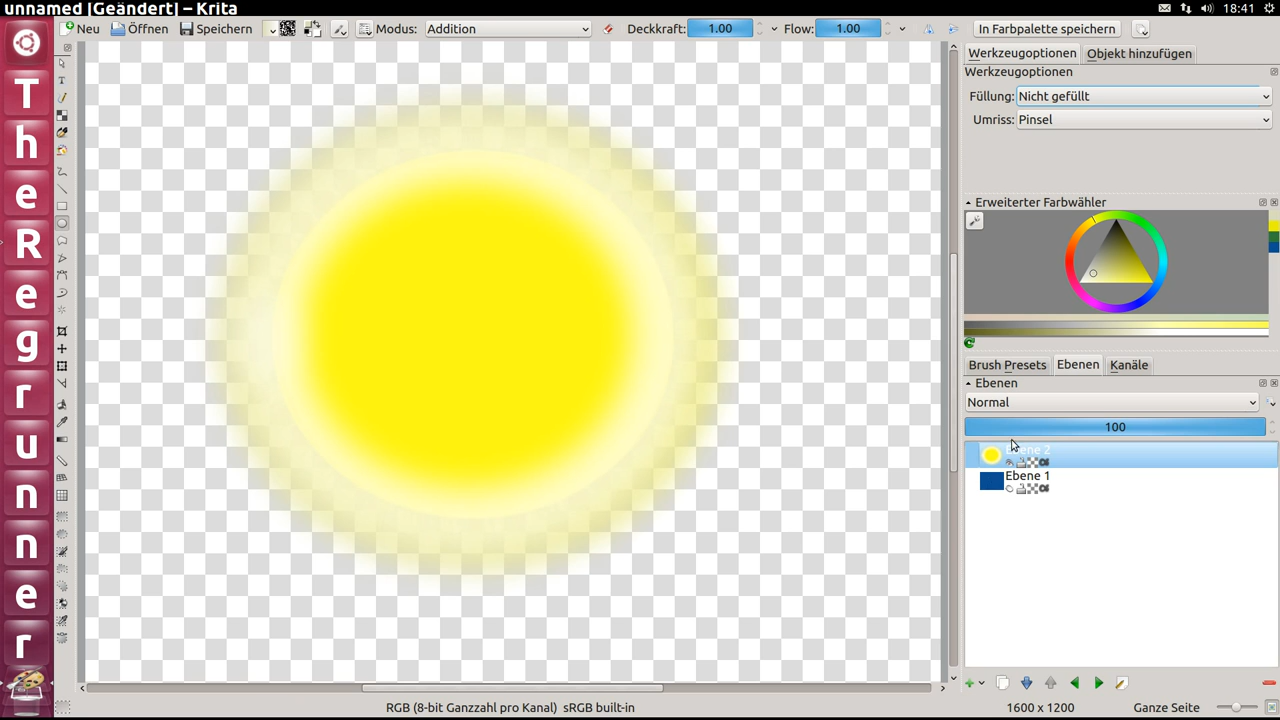 unnamed [Geändert] – Krita
18:41
Neu
Öffnen
Speichern
Modus:
Addition
Deckkraft:
1.00
Flow:
1.00
In Farbpalette speichern
T
h
e
R
e
g
r
u
n
n
e
r
Werkzeugoptionen
Objekt hinzufügen
Werkzeugoptionen
Füllung:
Nicht gefüllt
Umriss:
Pinsel
Erweiterter Farbwähler
Brush Presets
Ebenen
Kanäle
Ebenen
Normal
100
Ebene 2
Ebene 1
RGB (8-bit Ganzzahl pro Kanal) sRGB built-in
1600 x 1200
Ganze Seite